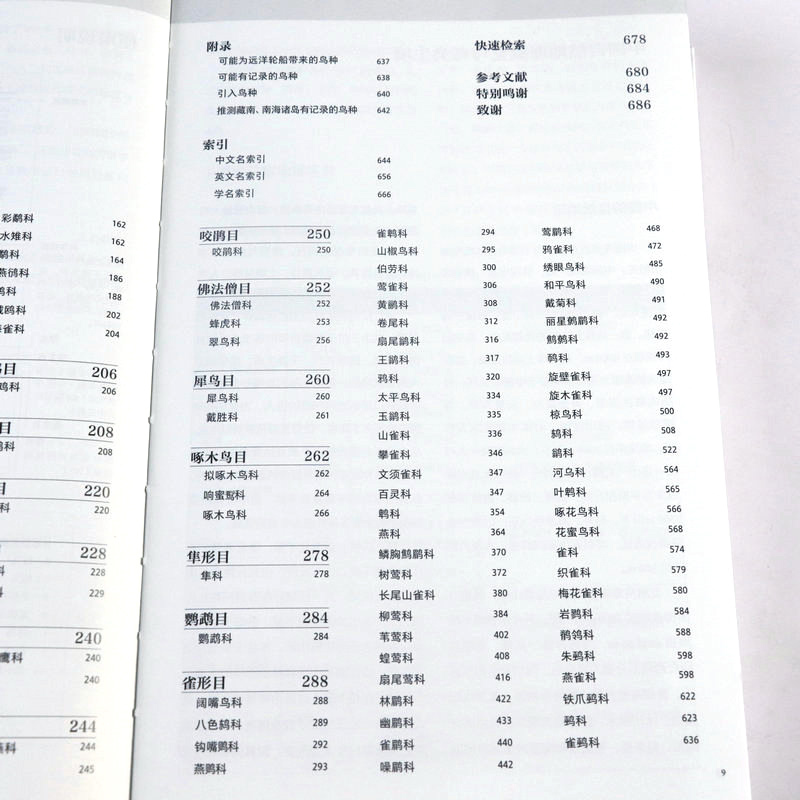 彩鹬科 162
水雉科 162
鹬科 164
燕鸻科 186
科 188
鸥科 202
雀科 204
目 206
科 206
目 208
科 208
目 220
科 220
228
228
229
目 240
鹰科 240
240
244
科 244
245
附录
可能为远洋轮船带来的鸟种 637
可能有记录的鸟种 638
引入鸟种 640
推测藏南、南海诸岛有记录的鸟种 642
索引
中文名索引 644
英文名索引 656
学名索引 666
快速检索 678
参考文献 680
特别鸣谢 684
致谢 686
咬鹃目 250
咬鹃科 250
佛法僧目 252
佛法僧科 252
蜂虎科 253
翠鸟科 256
犀鸟目 260
犀鸟科 260
戴胜科 261
啄木鸟目 262
拟啄木鸟科 262
响蜜䴕科 264
啄木鸟科 266
隼形目 278
隼科 278
鹦鹉目 284
鹦鹉科 284
雀形目 288
阔嘴鸟科 288
八色鸫科 289
钩嘴鵙科 292
燕鵙科 293
雀鹎科 294
山椒鸟科 295
伯劳科 300
莺雀科 306
黄鹂科 308
卷尾科 312
扇尾鹟科 316
王鹟科 317
鸦科 320
太平鸟科 334
玉鹟科 335
山雀科 336
攀雀科 346
文须雀科 347
百灵科 347
鹎科 354
燕科 364
鳞胸鹪鹛科 370
树莺科 372
长尾山雀科 380
柳莺科 384
苇莺科 402
蝗莺科 408
扇尾莺科 416
林鹛科 422
幽鹛科 433
雀鹛科 440
噪鹛科 442
莺鹛科 468
鸦雀科 472
绣眼鸟科 485
和平鸟科 490
戴菊科 491
丽星鹩鹛科 492
鹪鹩科 492
䴓科 493
旋壁雀科 497
旋木雀科 497
椋鸟科 500
鸫科 508
鹟科 522
河乌科 564
叶鹎科 565
啄花鸟科 566
花蜜鸟科 568
雀科 574
织雀科 579
梅花雀科 580
岩鹨科 584
鹡鸰科 588
朱鹀科 598
燕雀科 598
铁爪鹀科 622
鹀科 623
雀鹀科 636
9